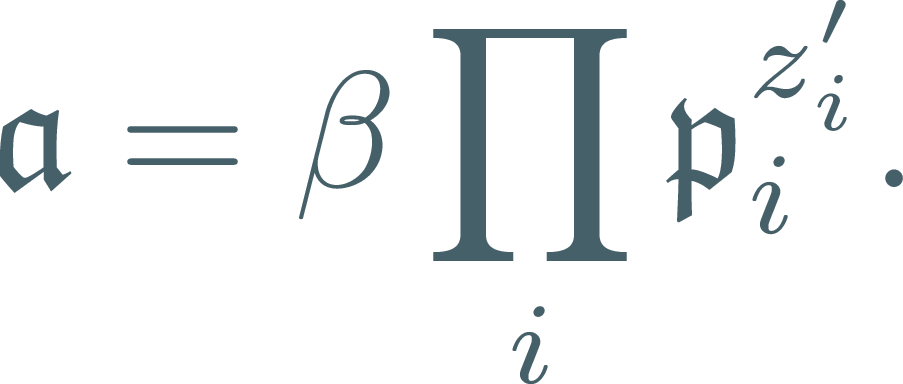 𝔞 = β ∏_i 𝔭_i^{z'_i}.